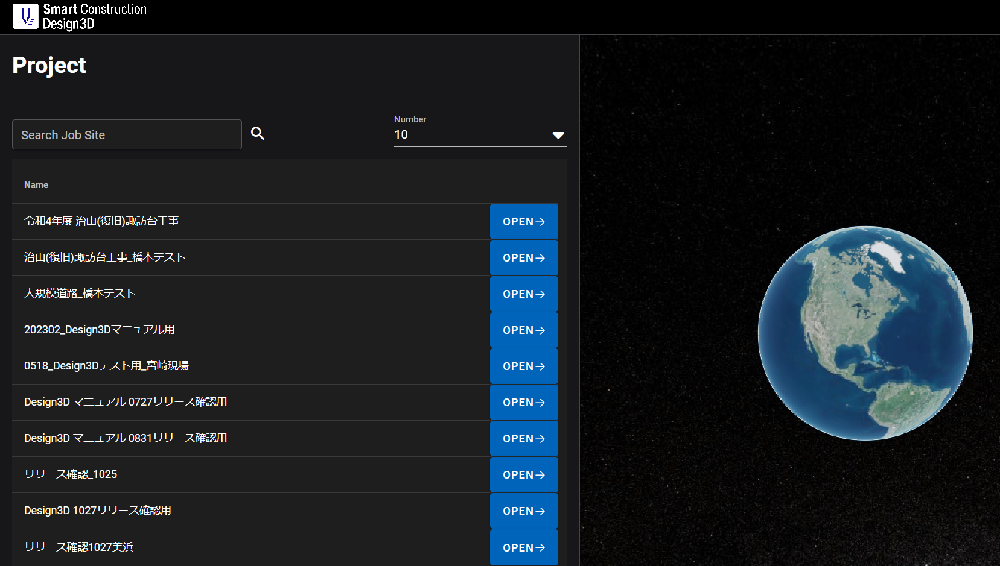 Smart Construction
Design3D
Project
Search Job Site
Number
10
Name
令和4年度 治山(復旧)諏訪台工事 OPEN→
治山(復旧)諏訪台工事_橋本テスト OPEN→
大規模道路_橋本テスト OPEN→
202302_Design3Dマニュアル用 OPEN→
0518_Design3Dテスト用_宮崎現場 OPEN→
Design3D マニュアル 0727リリース確認用 OPEN→
Design3D マニュアル 0831リリース確認用 OPEN→
リリース確認_1025 OPEN→
Design3D 1027リリース確認用 OPEN→
リリース確認1027美浜 OPEN→